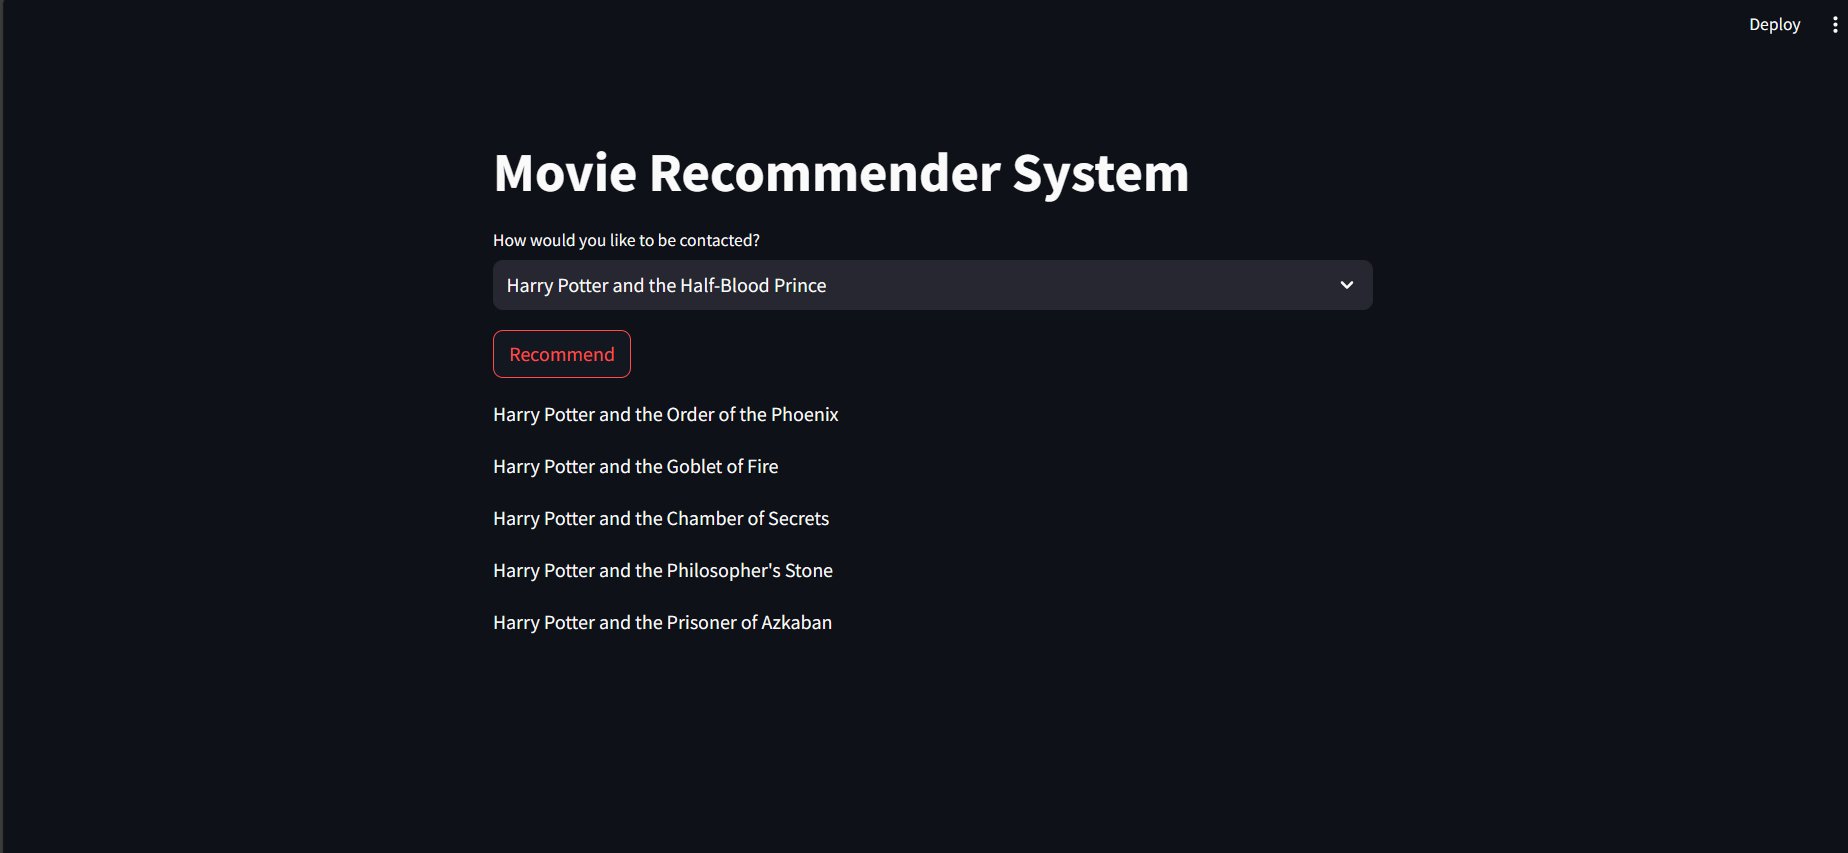 Deploy
Movie Recommender System
How would you like to be contacted?
Harry Potter and the Half-Blood Prince
Recommend
Harry Potter and the Order of the Phoenix
Harry Potter and the Goblet of Fire
Harry Potter and the Chamber of Secrets
Harry Potter and the Philosopher's Stone
Harry Potter and the Prisoner of Azkaban